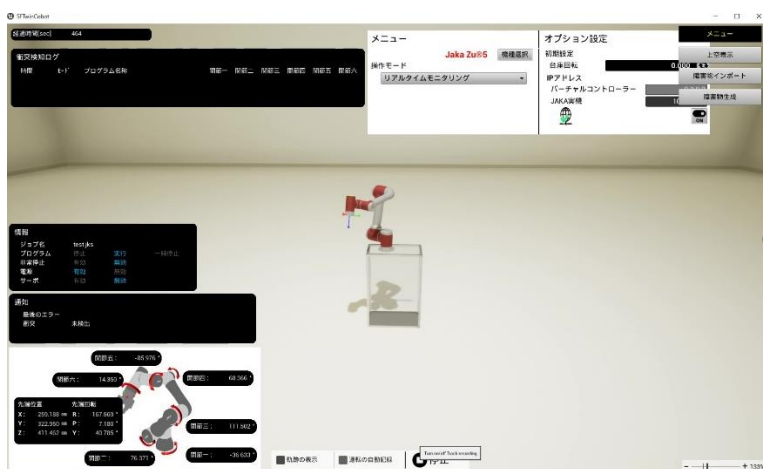 SFTwinCobot
経過時間[sec] 464
衝突検知ログ
時間 モード プログラム名称 関節一 関節二 関節三 関節四 関節五 関節六
メニュー
Jaka Zu®5 機種選択
操作モード
リアルタイムモニタリング
オプション設定
初期設定
台座回転 0.000
IPアドレス
バーチャルコントローラー
JAKA実機
ON
メニュー
上空表示
障害物インポート
障害物生成
情報
ジョブ名 test.jks
プログラム 停止 実行 一時停止
非常停止 有効 解除
電源 有効 無効
サーボ 有効 解除
通知
最後のエラー
衝突 未検出
関節五: -85.976 °
関節六: 14.350 °
関節四: 68.366 °
先端位置 先端回転
X: 259.188 mm R: 167.663 °
Y: 322.950 mm P: 7.188 °
Z: 411.462 mm Y: 40.785 °
関節三: 111.562 °
関節二: 76.371 °
関節一: -36.633 °
軌跡の表示
運転の自動記録
停止
Turn on/off Track recording
133%